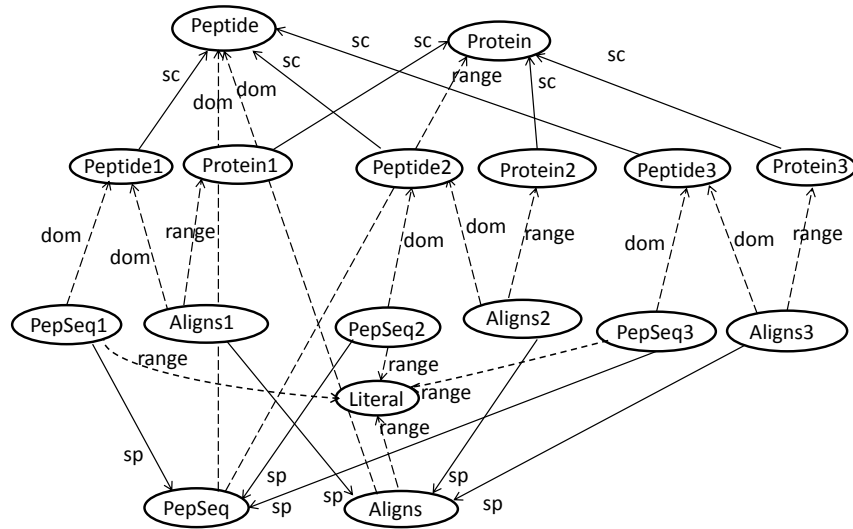 Peptide
Protein
sc
sc
sc
sc
sc
sc
range
dom
dom
Peptide1
Protein1
Peptide2
Protein2
Peptide3
Protein3
dom
dom
range
dom
dom
range
dom
dom
range
PepSeq1
Aligns1
PepSeq2
Aligns2
PepSeq3
Aligns3
range
range
range
Literal
range
sp
sp
sp
sp
sp
sp
PepSeq
Aligns